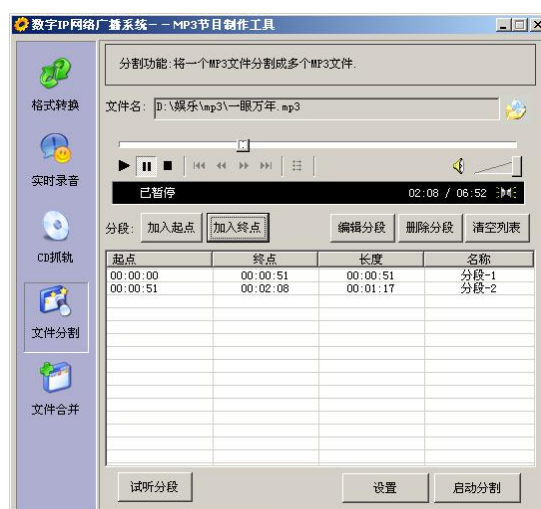 数字IP网络广播系统－－MP3节目制作工具
格式转换
实时录音
CD抓轨
文件分割
文件合并
分割功能:将一个MP3文件分割成多个MP3文件.
文件名: D:\娱乐\mp3\一眼万年.mp3
已暂停 02:08 / 06:52
分段: 加入起点 加入终点 编辑分段 删除分段 清空列表
起点 终点 长度 名称
00:00:00 00:00:51 00:00:51 分段-1
00:00:51 00:02:08 00:01:17 分段-2
试听分段 设置 启动分割